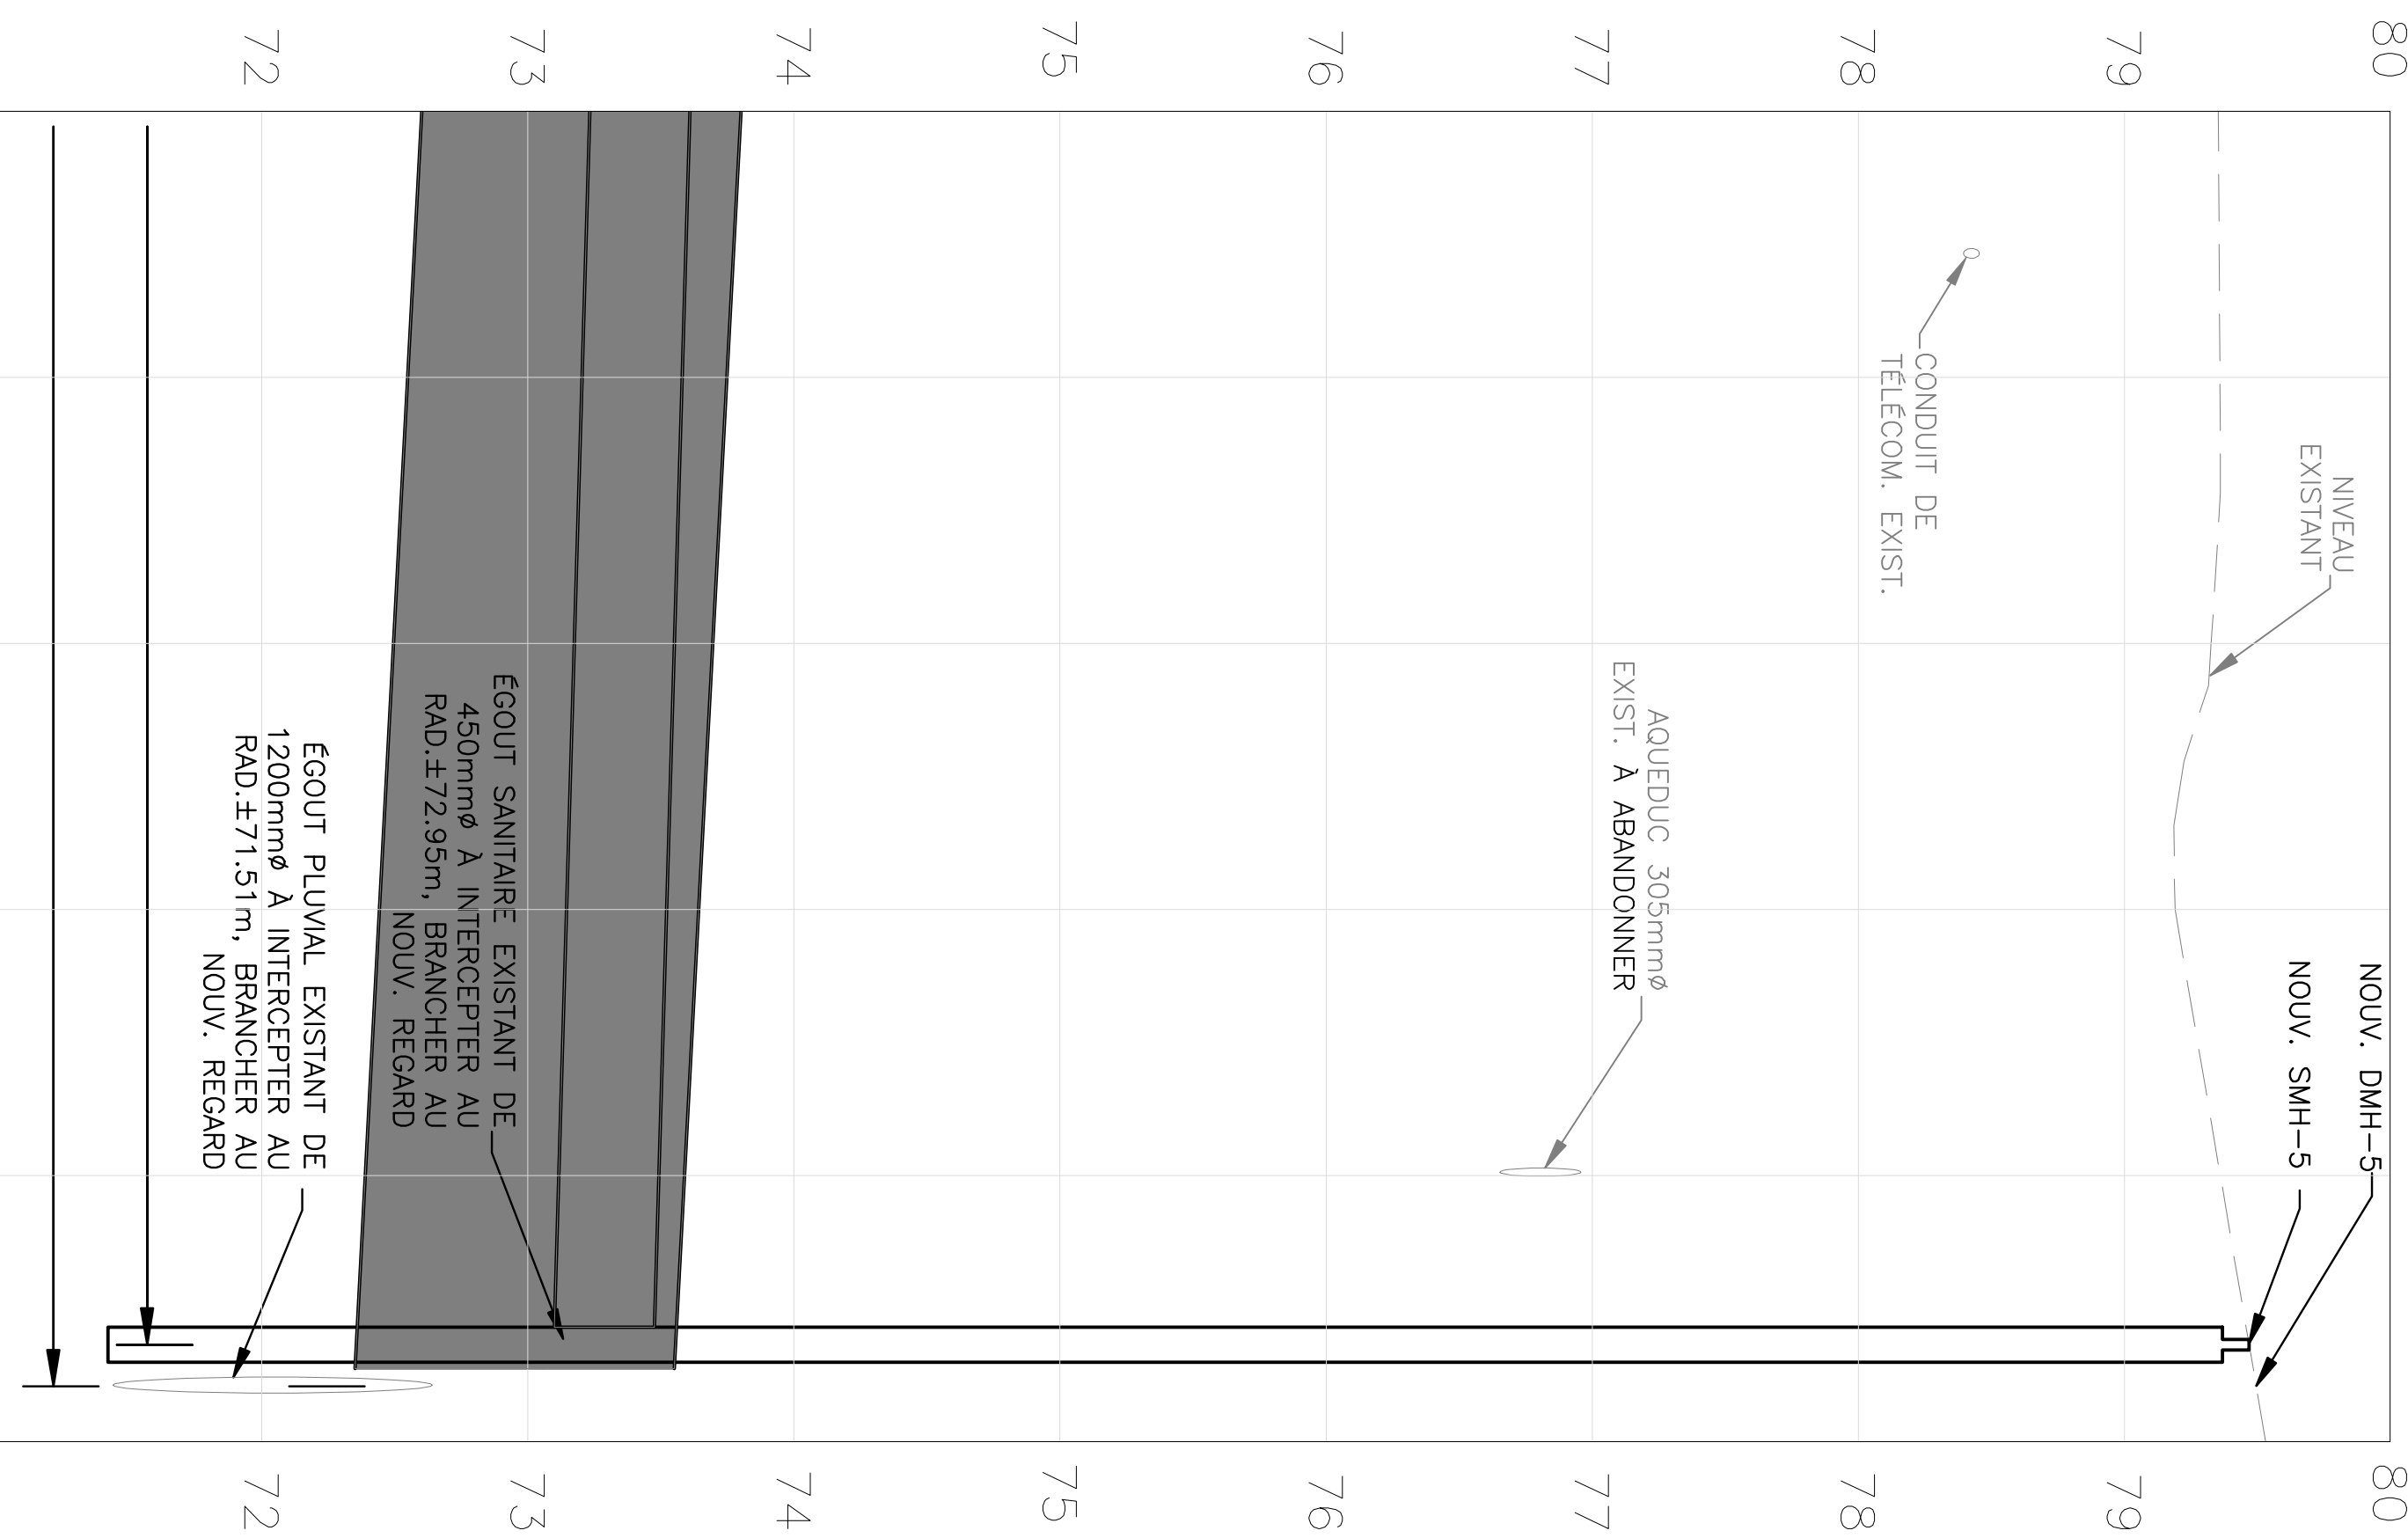 80
79
78
77
76
75
74
73
72
80
79
78
77
76
75
74
73
72
NIVEAU
EXISTANT
CONDUIT DE
TÉLÉCOM. EXIST.
NOUV. DMH-5
NOUV. SMH-5
AQUEDUC 305mmø
EXIST. À ABANDONNER
ÉGOUT SANITAIRE EXISTANT DE
450mmø À INTERCEPTER AU
RAD.±72.95m, BRANCHER AU
NOUV. REGARD
ÉGOUT PLUVIAL EXISTANT DE
1200mmø À INTERCEPTER AU
RAD.±71.51m, BRANCHER AU
NOUV. REGARD